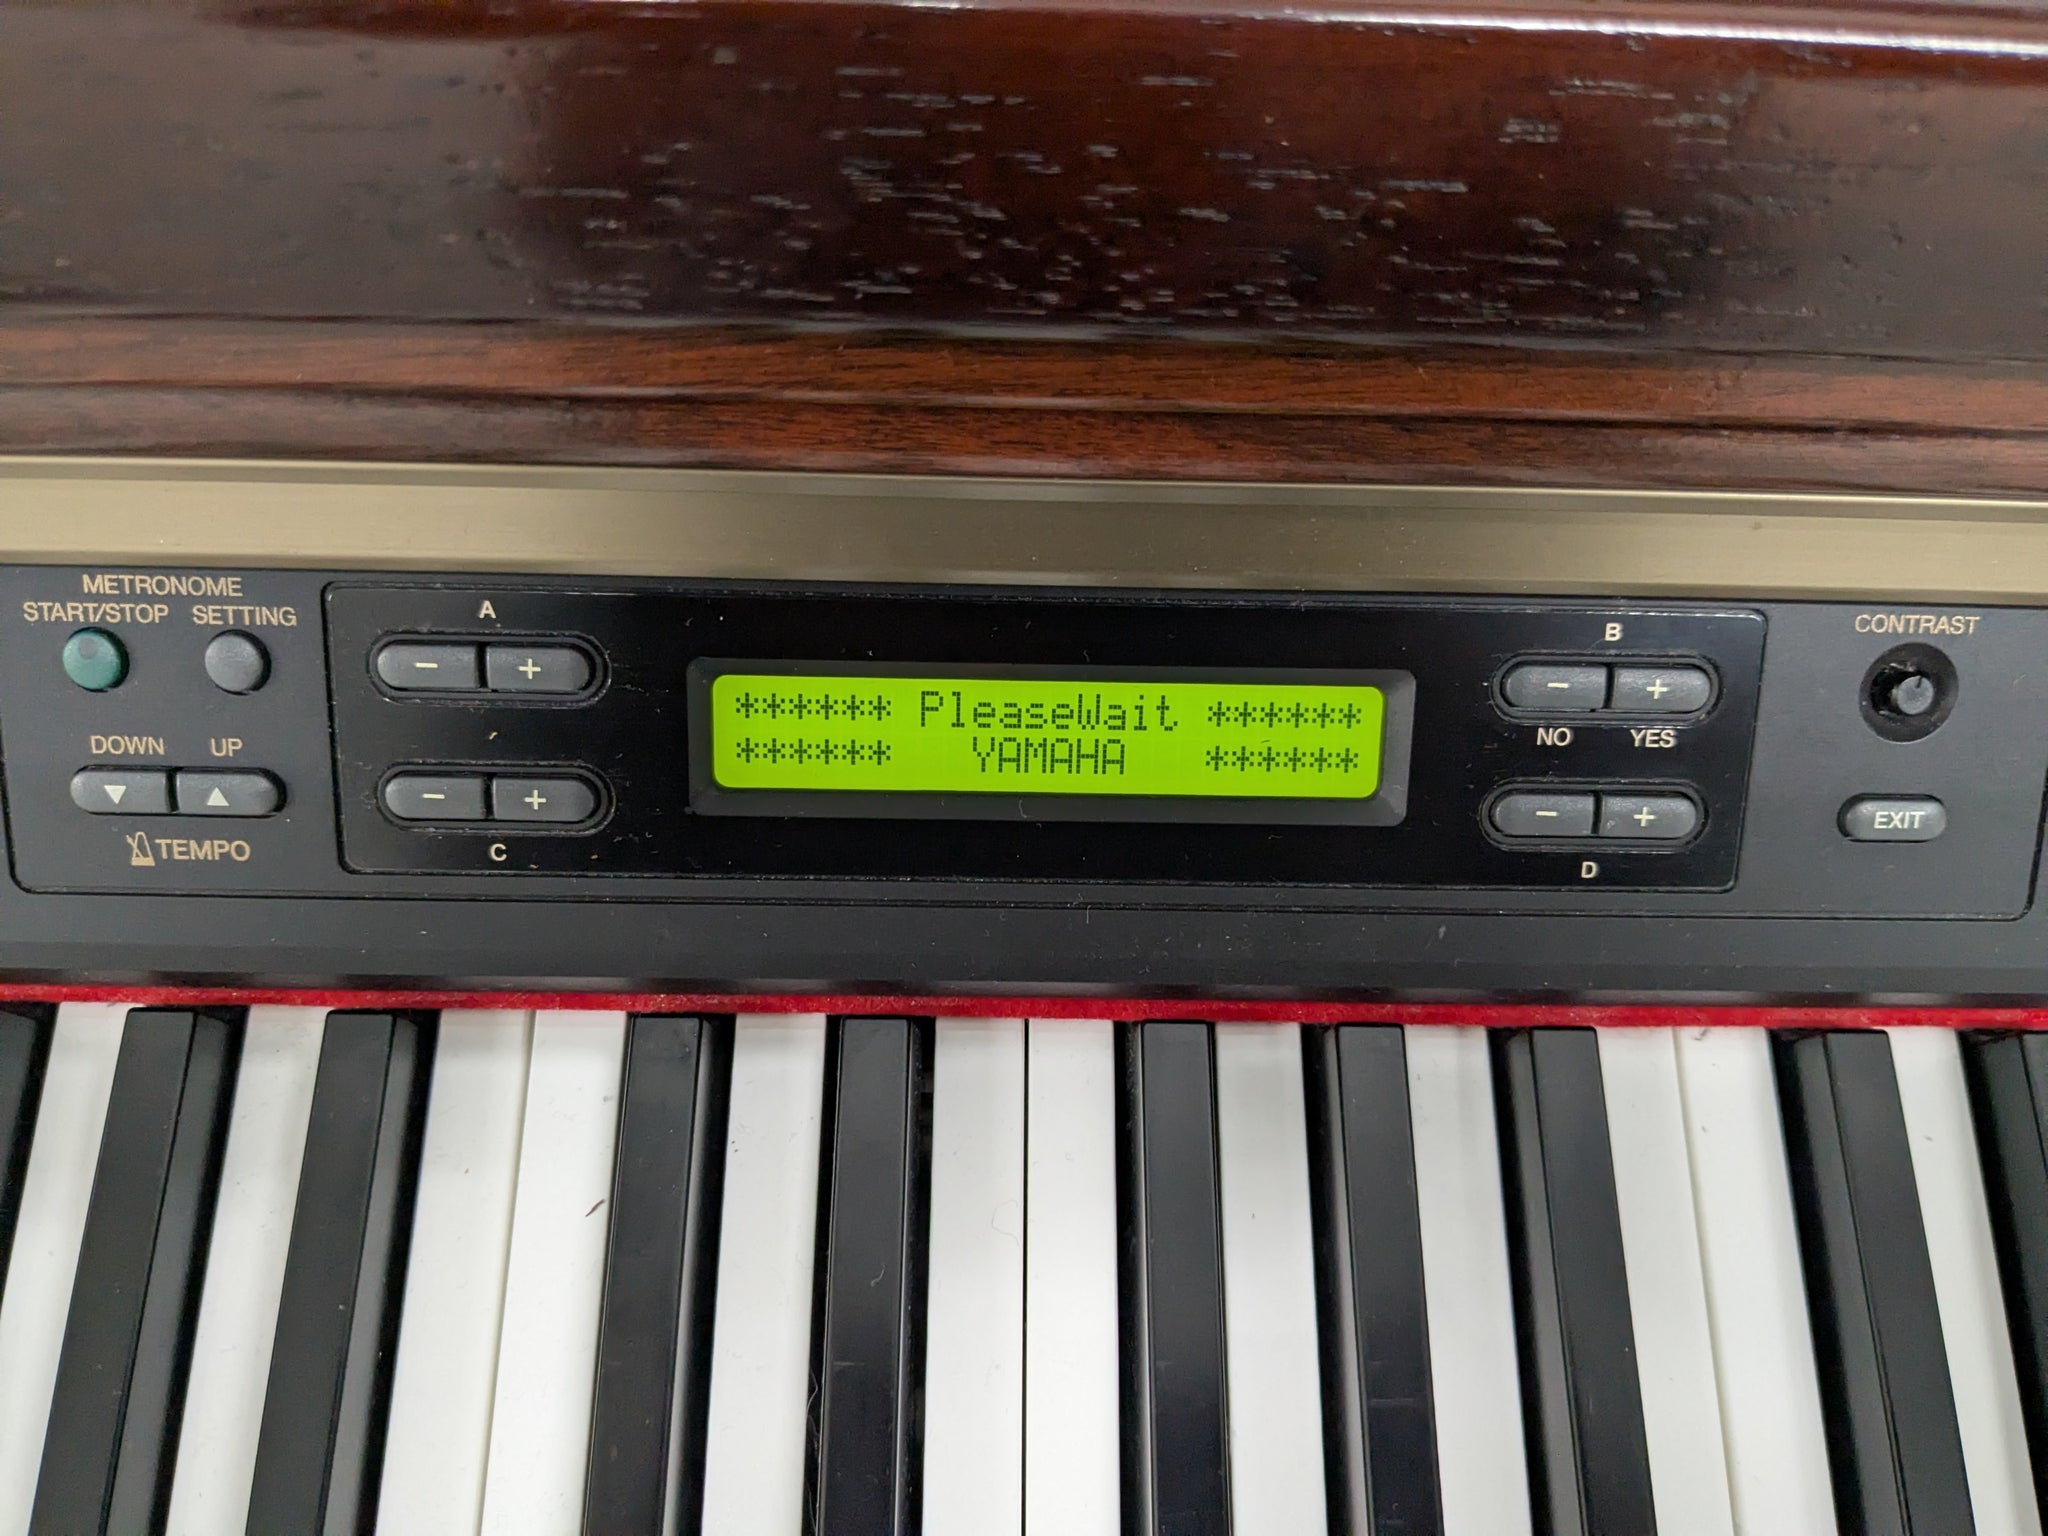 METRONOME
START/STOP SETTING
DOWN UP
TEMPO
A
- +
- +
C
****** PleaseWait ******
****** YAMAHA ******
B
- +
NO YES
- +
D
CONTRAST
EXIT